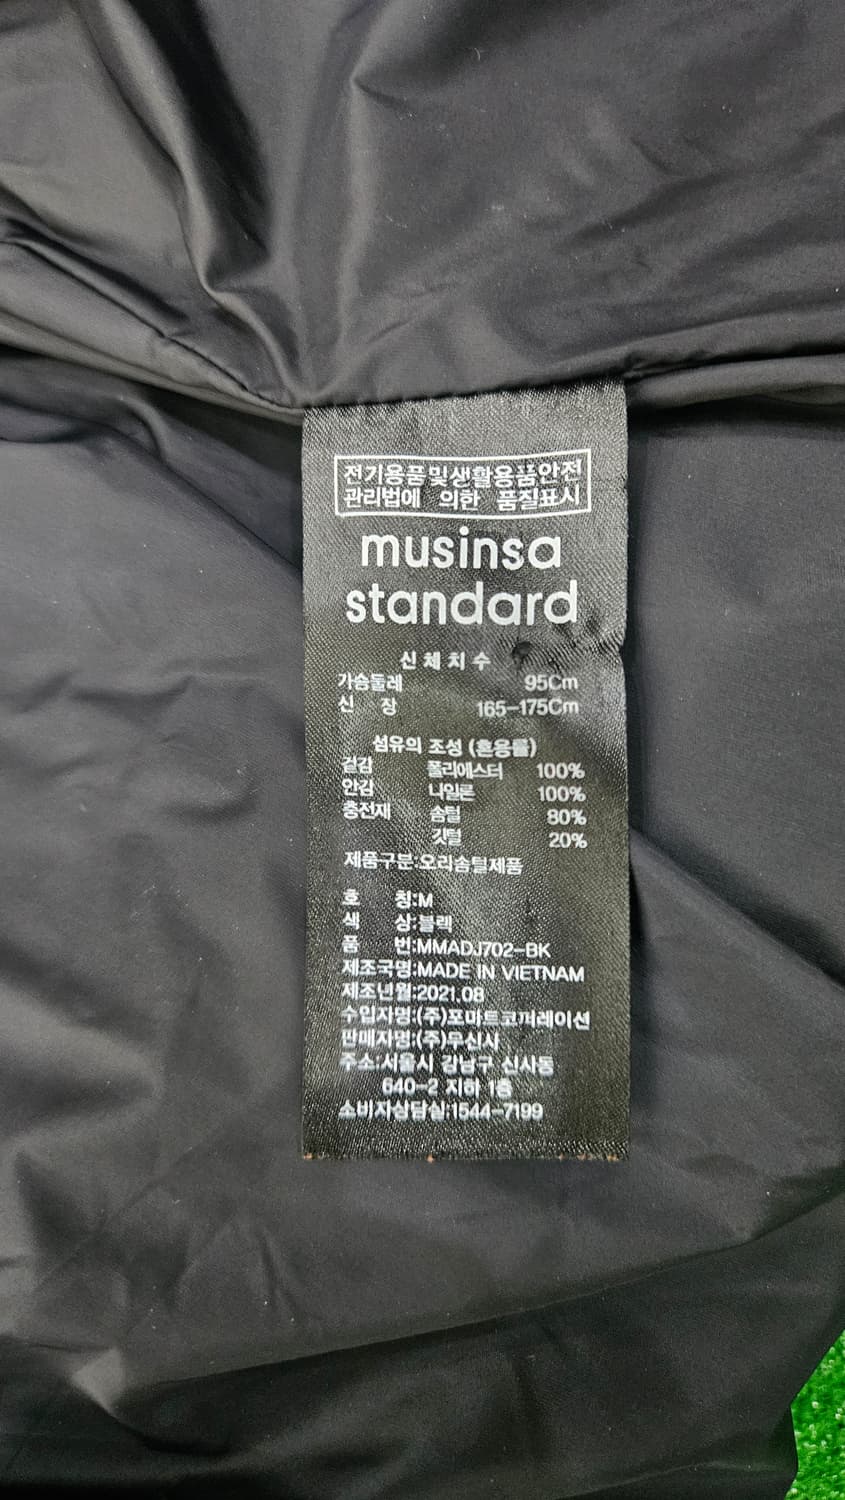 전기용품및생활용품안전
관리법에 의한 품질표시
musinsa
standard
신체치수
가슴둘레 95Cm
신 장 165-175Cm
섬유의 조성 (혼용률)
겉감 폴리에스터 100%
안감 나일론 100%
충전재 솜털 80%
깃털 20%
제품구분:오리솜털제품
호 칭:M
색 상:블랙
품 번:MMADJ702-BK
제조국명:MADE IN VIETNAM
제조년월:2021.08
수입자명:(주)포마트코퍼레이션
판매자명:(주)무신사
주소:서울시 강남구 신사동
640-2 지하 1층
소비자상담실:1544-7199